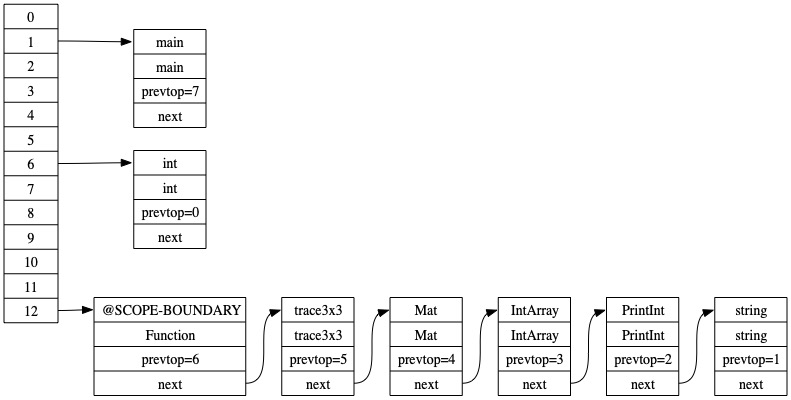 0
1
2
3
4
5
6
7
8
9
10
11
12
main
main
prevtop=7
next
int
int
prevtop=0
next
@SCOPE-BOUNDARY
Function
prevtop=6
next
trace3x3
trace3x3
prevtop=5
next
Mat
Mat
prevtop=4
next
IntArray
IntArray
prevtop=3
next
PrintInt
PrintInt
prevtop=2
next
string
string
prevtop=1
next